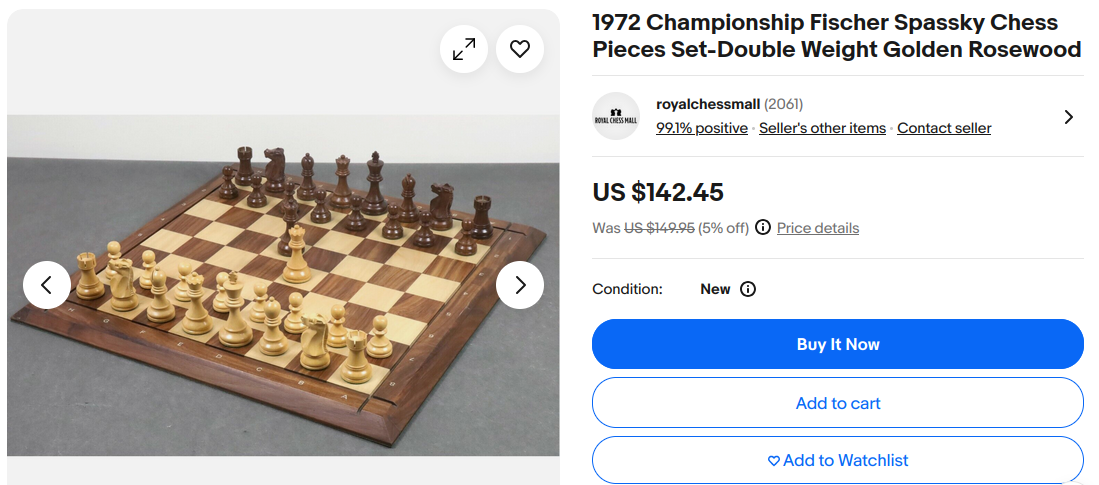 1972 Championship Fischer Spassky Chess
Pieces Set-Double Weight Golden Rosewood
ROYAL CHESS MALL
royalchessmall (2061)
99.1% positive · Seller's other items · Contact seller
US $142.45
Was US $149.95 (5% off) Price details
Condition: New
Buy It Now
Add to cart
Add to Watchlist
H G F E D C B A